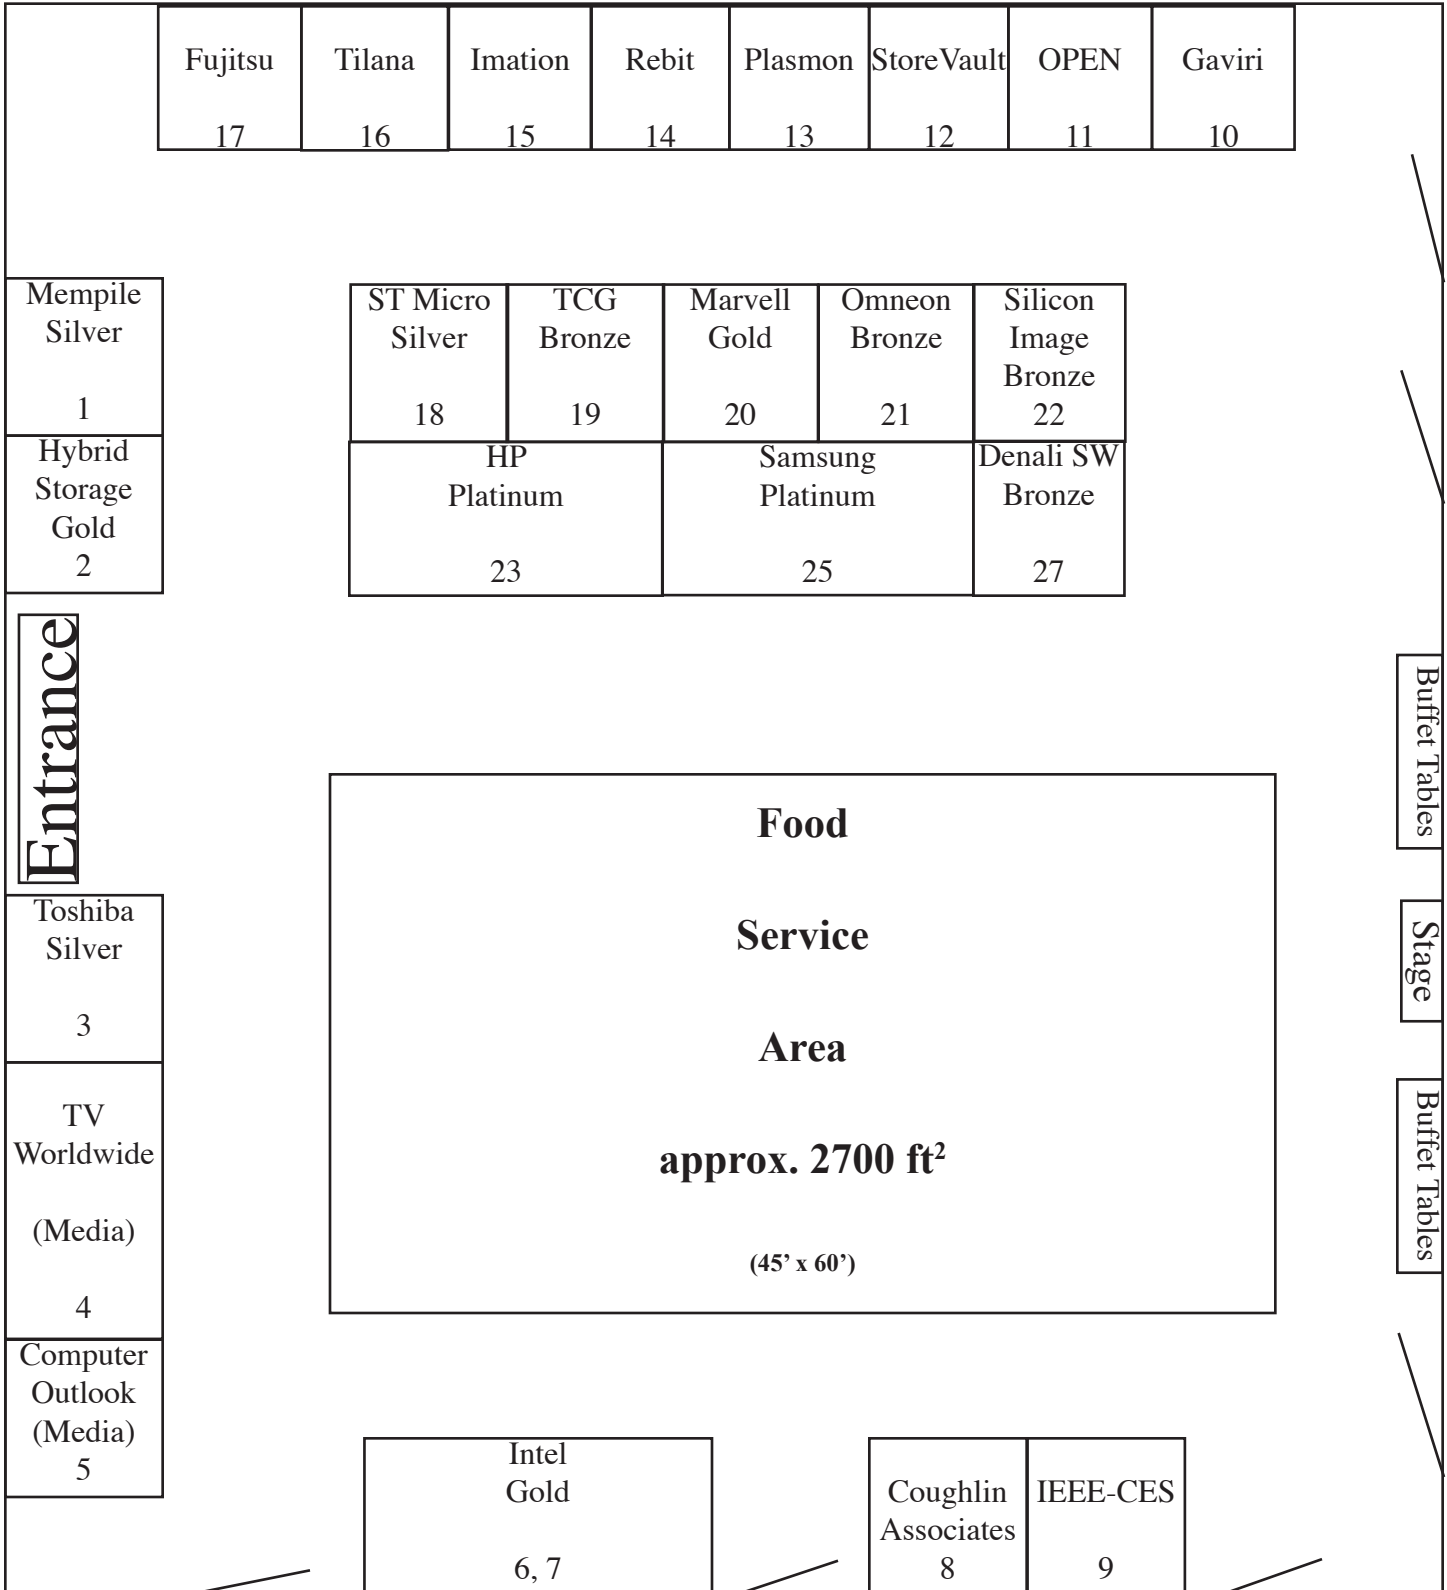 Fujitsu
17
Tilana
16
Imation
15
Rebit
14
Plasmon
13
StoreVault
12
OPEN
11
Gaviri
10
Mempile
Silver
1
Hybrid
Storage
Gold
2
ST Micro
Silver
18
TCG
Bronze
19
Marvell
Gold
20
Omneon
Bronze
21
Silicon
Image
Bronze
22
HP
Platinum
23
Samsung
Platinum
25
Denali SW
Bronze
27
Entrance
Buffet Tables
Food
Service
Area
approx. 2700 ft²
(45’ x 60’)
Toshiba
Silver
3
Stage
TV
Worldwide
(Media)
4
Buffet Tables
Computer
Outlook
(Media)
5
Intel
Gold
6, 7
Coughlin
Associates
8
IEEE-CES
9